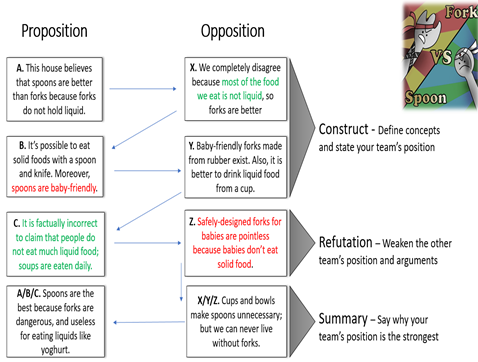 Proposition
Opposition
Fork
VS
Spoon
A. This house believes
that spoons are better
than forks because forks
do not hold liquid.
X. We completely disagree
because most of the food
we eat is not liquid, so
forks are better
Construct - Define concepts
and state your team's position
B. It's possible to eat
solid foods with a spoon
and knife. Moreover,
spoons are baby-friendly.
Y. Baby-friendly forks made
from rubber exist. Also, it is
better to drink liquid food
from a cup.
C. It is factually incorrect
to claim that people do
not eat much liquid food;
soups are eaten daily.
Z. Safely-designed forks for
babies are pointless
because babies don't eat
solid food.
Refutation – Weaken the other
team's position and arguments
A/B/C. Spoons are the
best because forks are
dangerous, and useless
for eating liquids like
yoghurt.
X/Y/Z. Cups and bowls
make spoons unnecessary;
but we can never live
without forks.
Summary – Say why your
team's position is the strongest